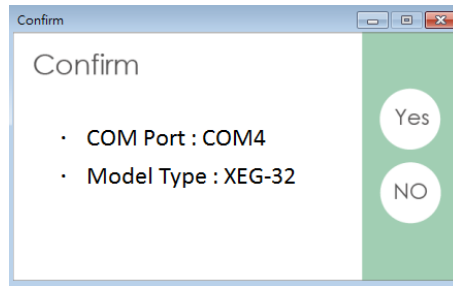 Confirm
Confirm
· COM Port : COM4
· Model Type : XEG-32
Yes
NO